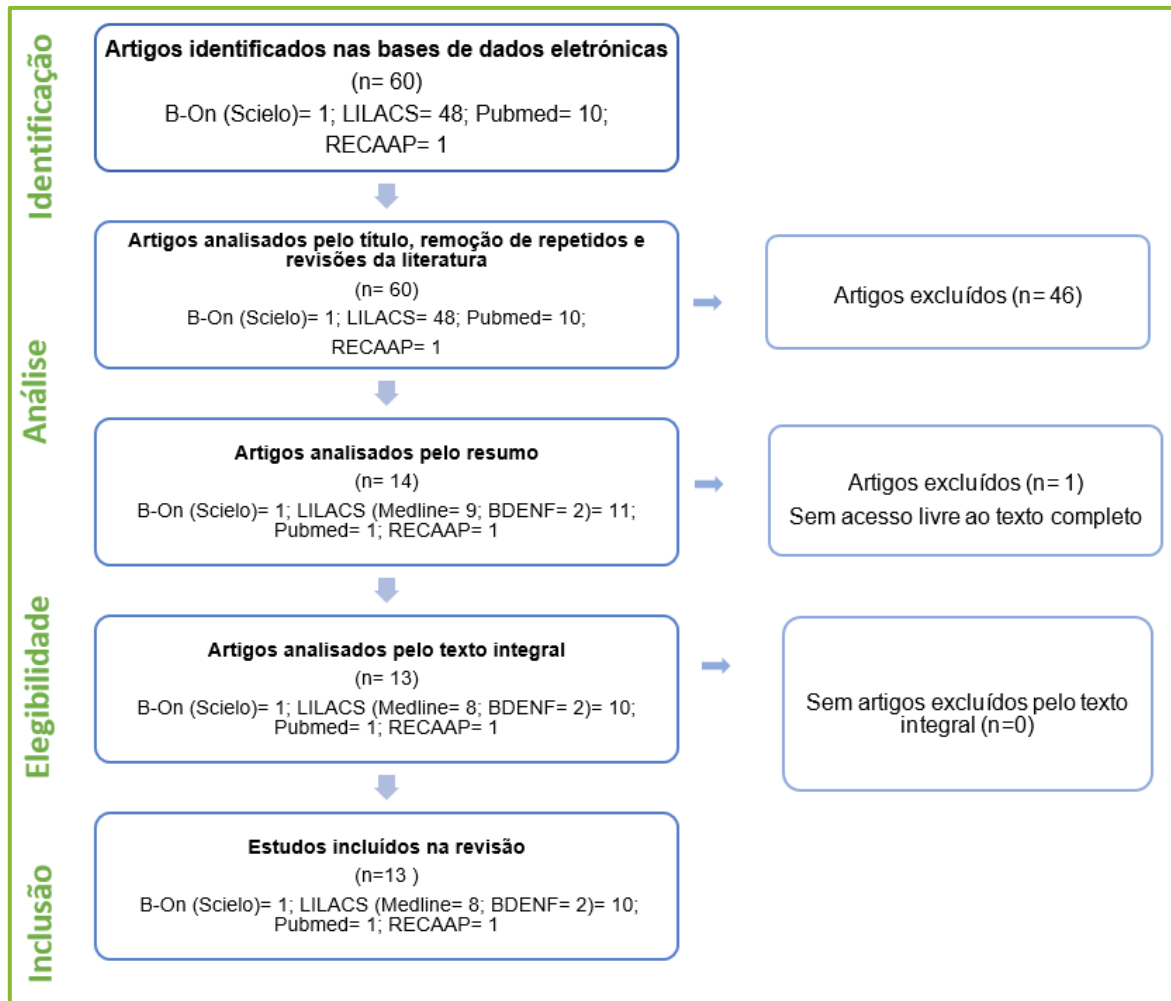 Identificação
Artigos identificados nas bases de dados eletrónicas
(n= 60)
B-On (Scielo)= 1; LILACS= 48; Pubmed= 10;
RECAAP= 1
Análise
Artigos analisados pelo título, remoção de repetidos e
revisões da literatura
(n= 60)
B-On (Scielo)= 1; LILACS= 48; Pubmed= 10;
RECAAP= 1
Artigos excluídos (n= 46)
Artigos analisados pelo resumo
(n= 14)
B-On (Scielo)= 1; LILACS (Medline= 9; BDENF= 2)= 11;
Pubmed= 1; RECAAP= 1
Artigos excluídos (n= 1)
Sem acesso livre ao texto completo
Elegibilidade
Artigos analisados pelo texto integral
(n= 13)
B-On (Scielo)= 1; LILACS (Medline= 8; BDENF= 2)= 10;
Pubmed= 1; RECAAP= 1
Sem artigos excluídos pelo texto
integral (n=0)
Inclusão
Estudos incluídos na revisão
(n=13 )
B-On (Scielo)= 1; LILACS (Medline= 8; BDENF= 2)= 10;
Pubmed= 1; RECAAP= 1